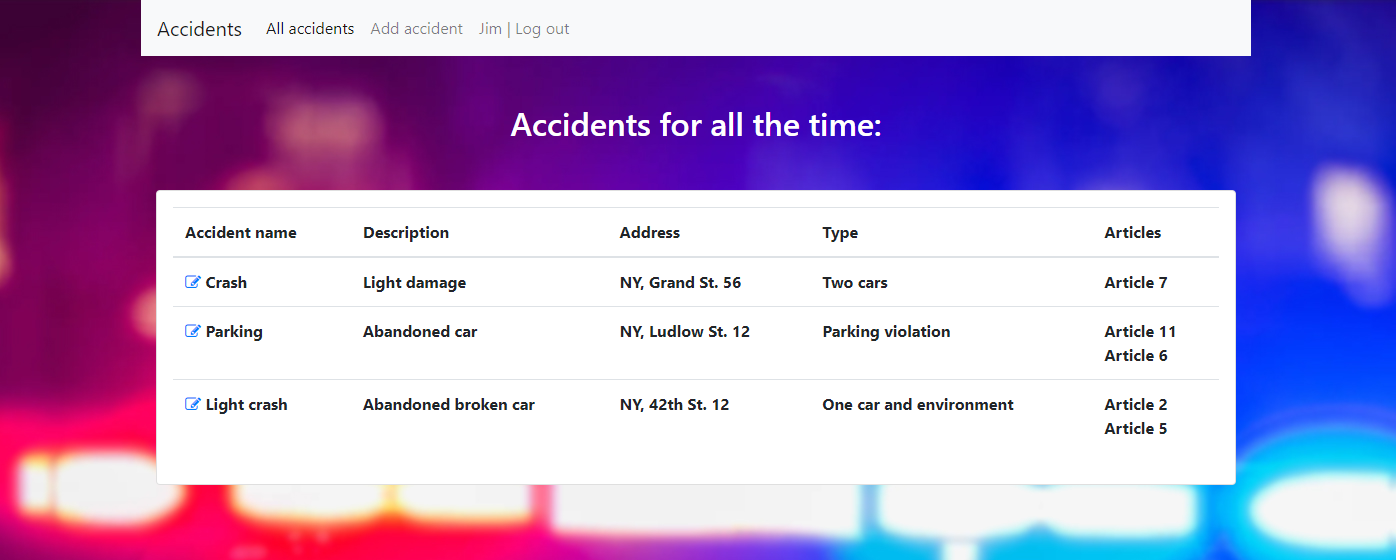 Accidents All accidents Add accident Jim | Log out
Accidents for all the time:
Accident name Description Address Type Articles
Crash Light damage NY, Grand St. 56 Two cars Article 7
Parking Abandoned car NY, Ludlow St. 12 Parking violation Article 11
Article 6
Light crash Abandoned broken car NY, 42th St. 12 One car and environment Article 2
Article 5